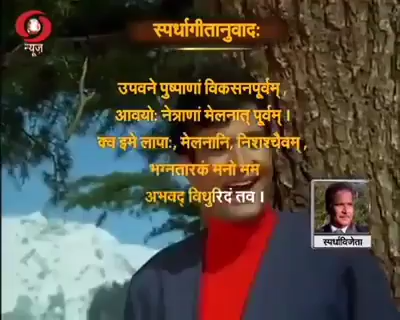 स्पर्धागीतानुवादः
न्यूज़
उपवने पुष्पाणां विकसनपूर्वम् ,
आवयोः नेत्राणां मेलनात् पूर्वम् ।
क्व इमे लापाः, मेलनानि, निशश्चैवम् ,
भग्नतारकं मनो मम
अभवद् विधुरिदं तव ।
स्पर्धाविजेता